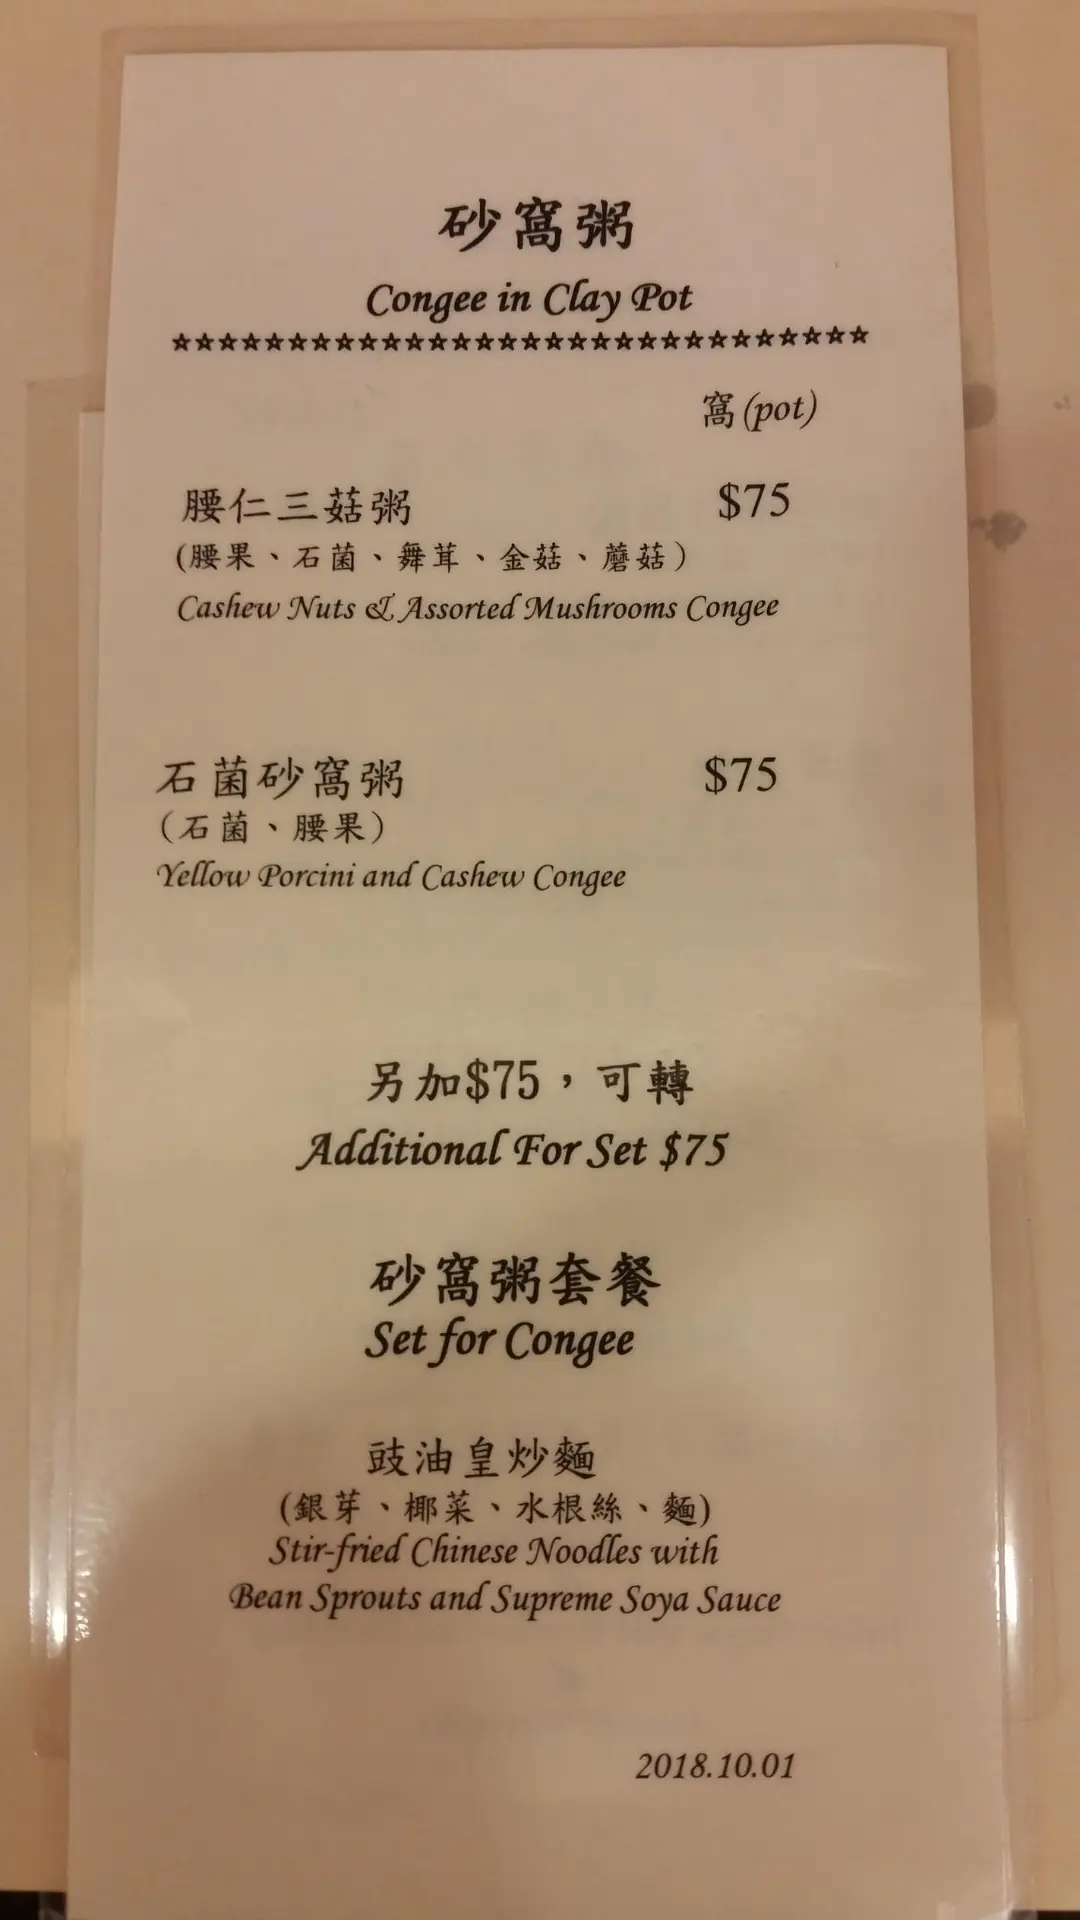 砂窩粥
Congee in Clay Pot
☆☆☆☆☆☆☆☆☆☆☆☆☆☆☆☆☆☆☆☆☆☆☆☆☆☆☆☆☆☆
窩(pot)
腰仁三菇粥 $75
(腰果、石菌、舞茸、金菇、蘑菇)
Cashew Nuts & Assorted Mushrooms Congee
石菌砂窩粥 $75
(石菌、腰果)
Yellow Porcini and Cashew Congee
另加$75，可轉
Additional For Set $75
砂窩粥套餐
Set for Congee
豉油皇炒麵
(銀芽、椰菜、水根絲、麵)
Stir-fried Chinese Noodles with
Bean Sprouts and Supreme Soya Sauce
2018.10.01